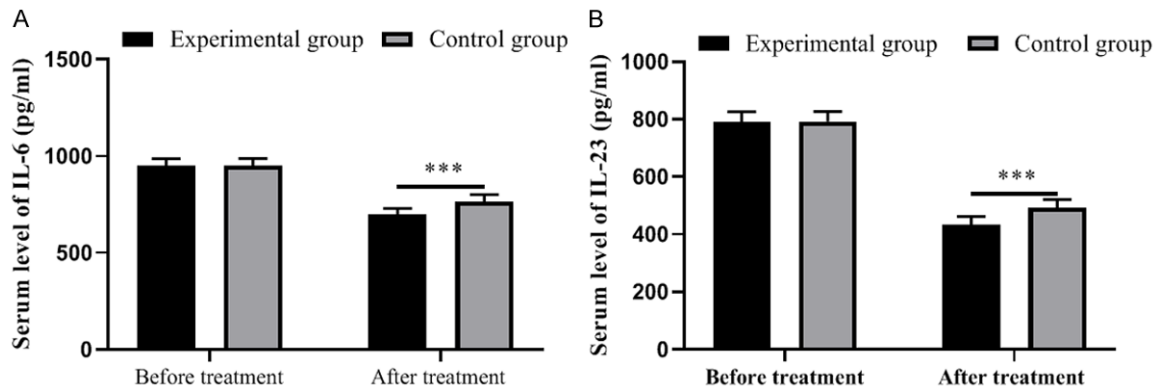 A
Experimental group Control group
Serum level of IL-6 (pg/ml)
1500
1000
500
0
***
Before treatment After treatment
B
Experimental group Control group
Serum level of IL-23 (pg/ml)
1000
800
600
400
200
0
***
Before treatment After treatment